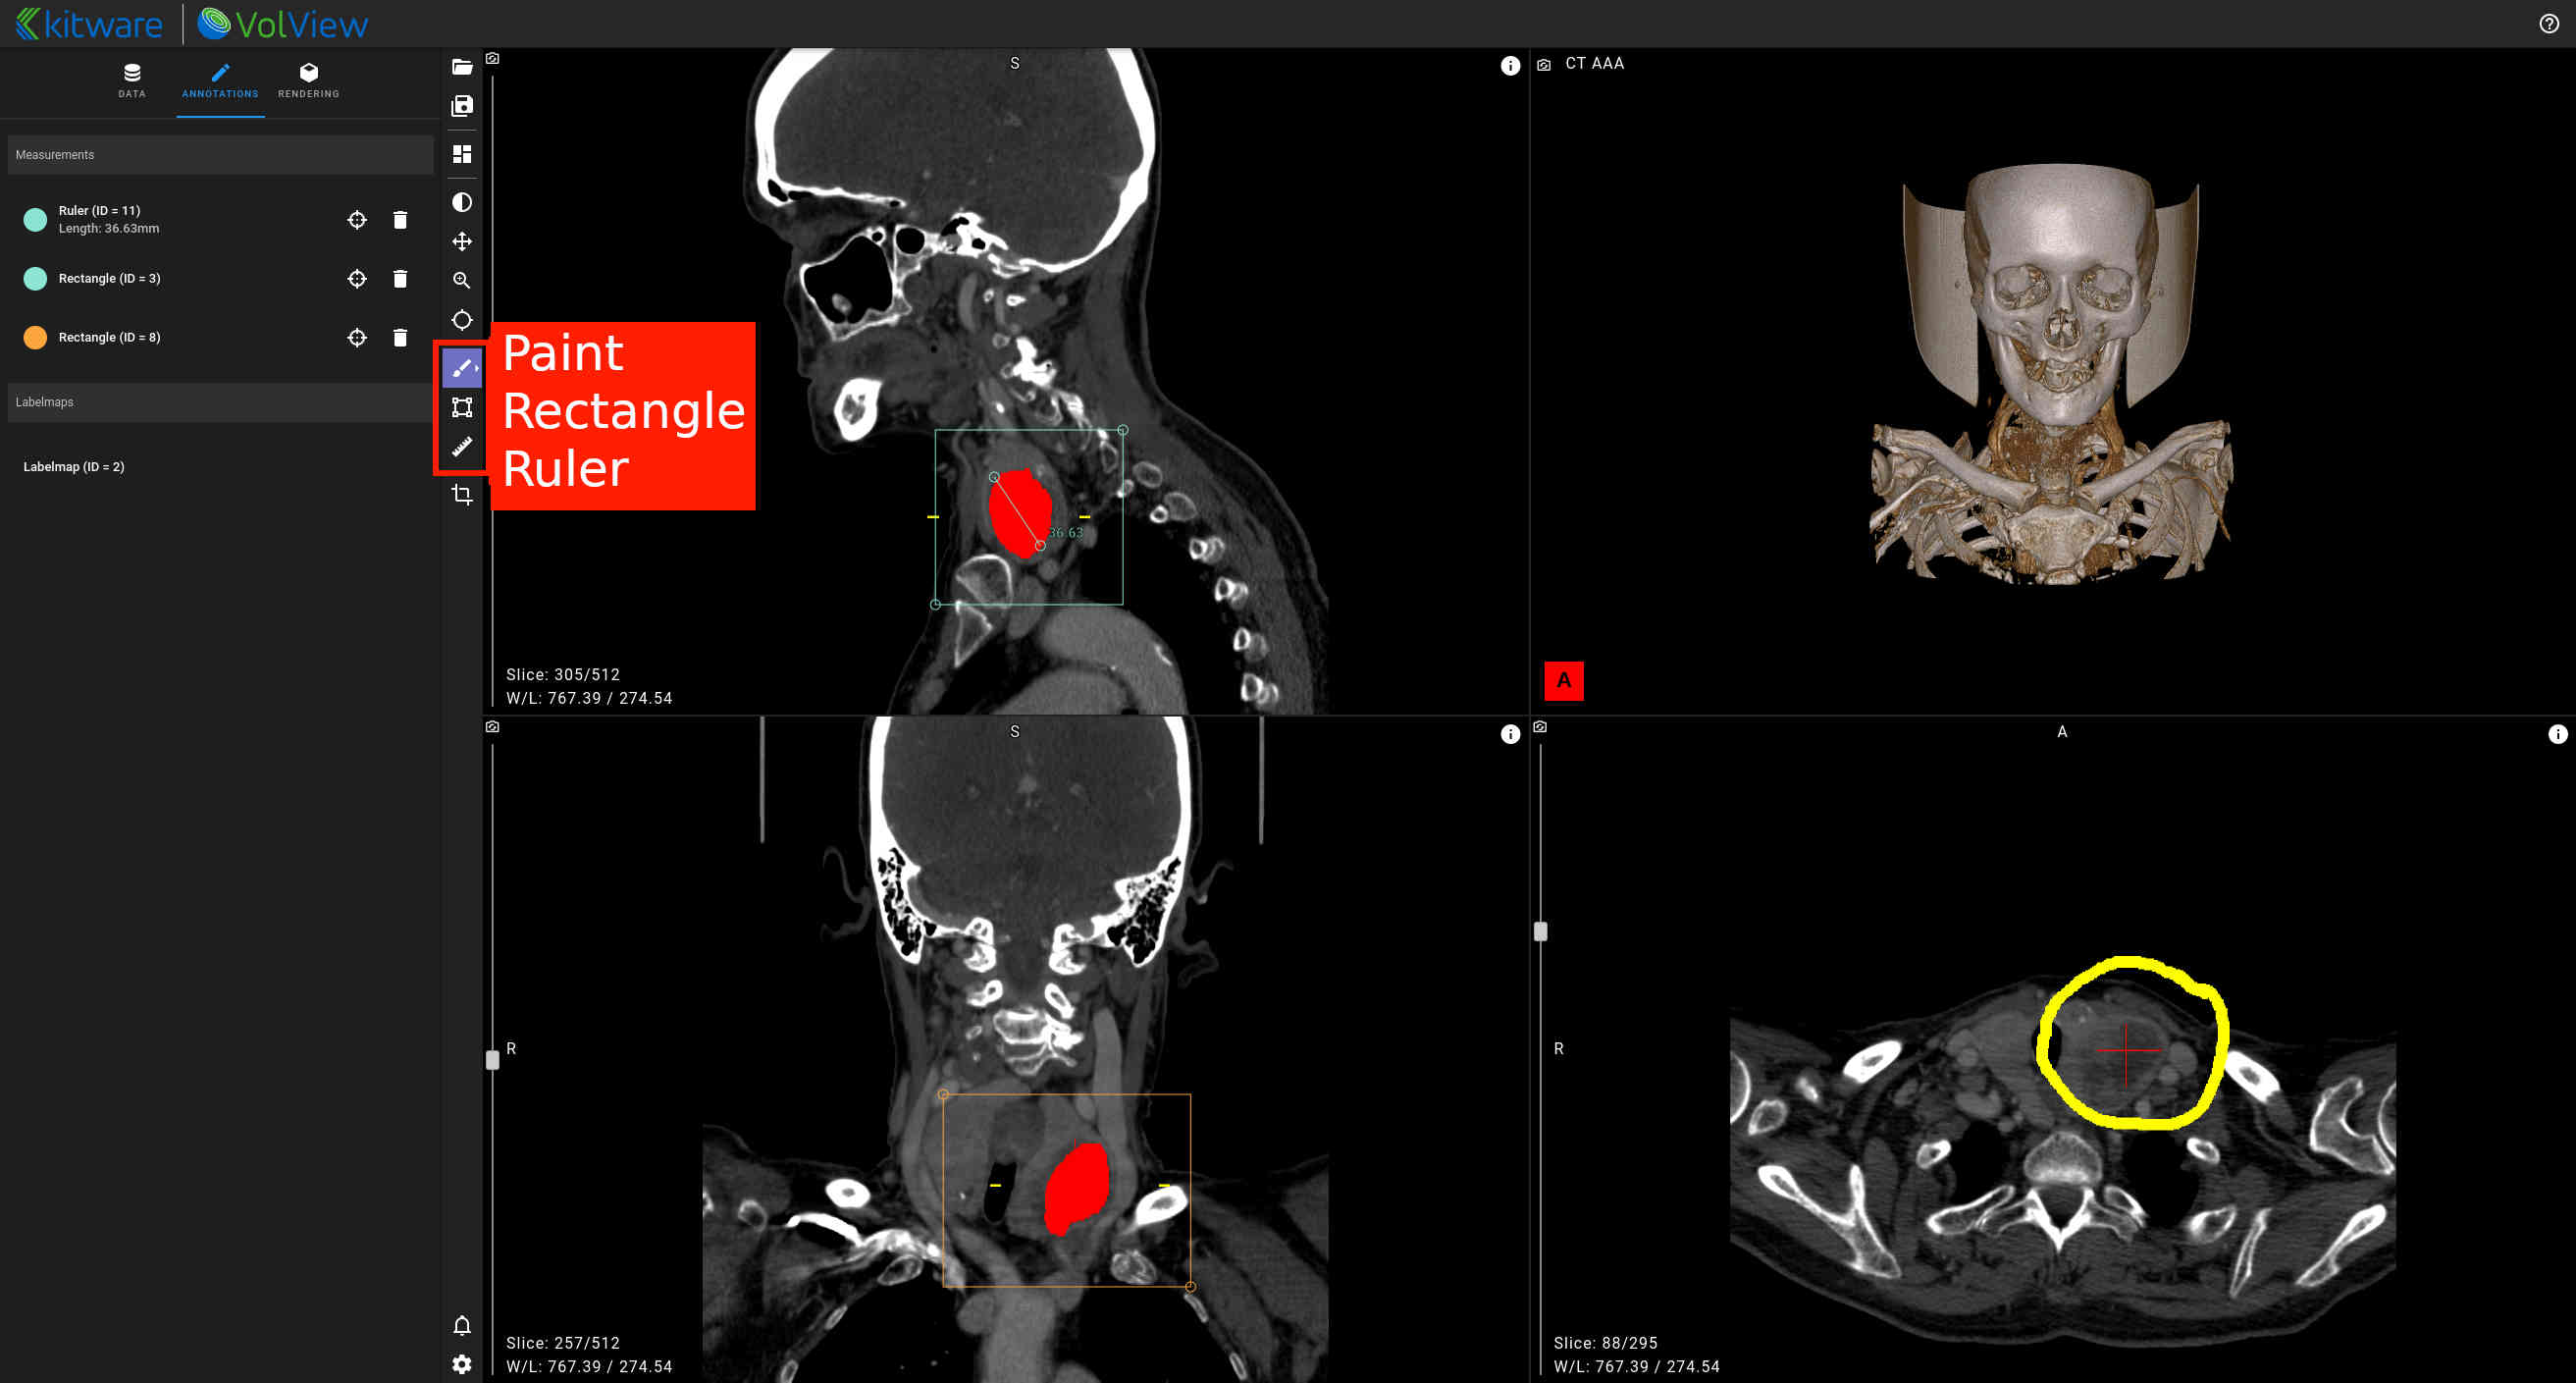 kitware VolView
DATA ANNOTATIONS RENDERING
Measurements
Ruler (ID = 11)
Length: 36.63mm
Rectangle (ID = 3)
Rectangle (ID = 8)
Labelmaps
Labelmap (ID = 2)
Paint
Rectangle
Ruler
S
36.63
Slice: 305/512
W/L: 767.39 / 274.54
CT AAA
A
S
R
Slice: 257/512
W/L: 767.39 / 274.54
A
R
Slice: 88/295
W/L: 767.39 / 274.54